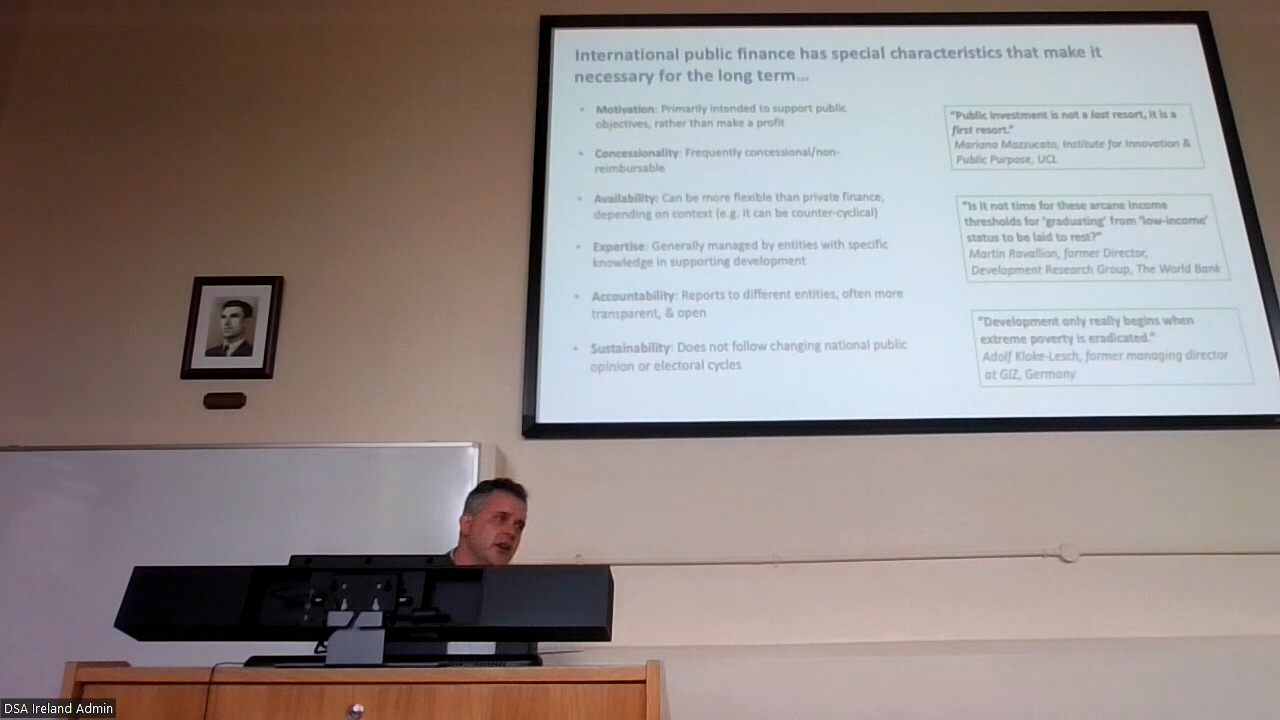 International public finance has special characteristics that make it
necessary for the long term...
• Motivation: Primarily intended to support public
objectives, rather than make a profit
• Concessionality: Frequently concessional/non-
reimbursable
• Availability: Can be more flexible than private finance,
depending on context (e.g. it can be counter-cyclical)
• Expertise: Generally managed by entities with specific
knowledge in supporting development
• Accountability: Reports to different entities, often more
transparent, & open
• Sustainability: Does not follow changing national public
opinion or electoral cycles
"Public investment is not a last resort, it is a
first resort."
Mariana Mazzucato, Institute for Innovation &
Public Purpose, UCL
"Is it not time for these arcane income
thresholds for 'graduating' from 'low-income'
status to be laid to rest?"
Martin Ravallion, former Director,
Development Research Group, The World Bank
"Development only really begins when
extreme poverty is eradicated."
Adolf Kloke-Lesch, former managing director
at GIZ, Germany
DSA Ireland Admin